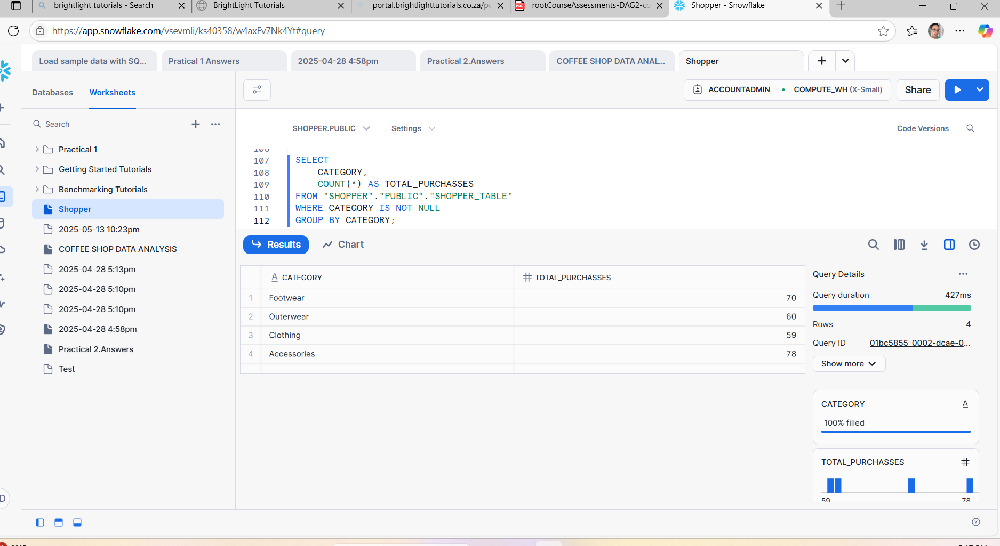 brightlight tutorials - Search
BrightLight Tutorials
portal.brightlighttutorials.co.za/po
rootCourseAssessments-DAG2-co
Shopper - Snowflake
https://app.snowflake.com/vsevmli/ks40358/w4axFv7Nk4Yt#query
Load sample data with SQ...
Pratical 1 Answers
2025-04-28 4:58pm
Practical 2.Answers
COFFEE SHOP DATA ANAL...
Shopper
Databases
Worksheets
ACCOUNTADMIN
COMPUTE_WH (X-Small)
Share
Search
SHOPPER.PUBLIC
Settings
Code Versions
Practical 1
Getting Started Tutorials
Benchmarking Tutorials
Shopper
2025-05-13 10:23pm
COFFEE SHOP DATA ANALYSIS
2025-04-28 5:13pm
2025-04-28 5:10pm
2025-04-28 5:10pm
2025-04-28 4:58pm
Practical 2.Answers
Test
106
107 SELECT
108 CATEGORY,
109 COUNT(*) AS TOTAL_PURCHASSES
110 FROM "SHOPPER"."PUBLIC"."SHOPPER_TABLE"
111 WHERE CATEGORY IS NOT NULL
112 GROUP BY CATEGORY;
Results
Chart
A CATEGORY # TOTAL_PURCHASSES
1 Footwear 70
2 Outerwear 60
3 Clothing 59
4 Accessories 78
Query Details
Query duration 427ms
Rows 4
Query ID 01bc5855-0002-dcae-0...
Show more
CATEGORY A
100% filled
TOTAL_PURCHASSES #
59 78
D